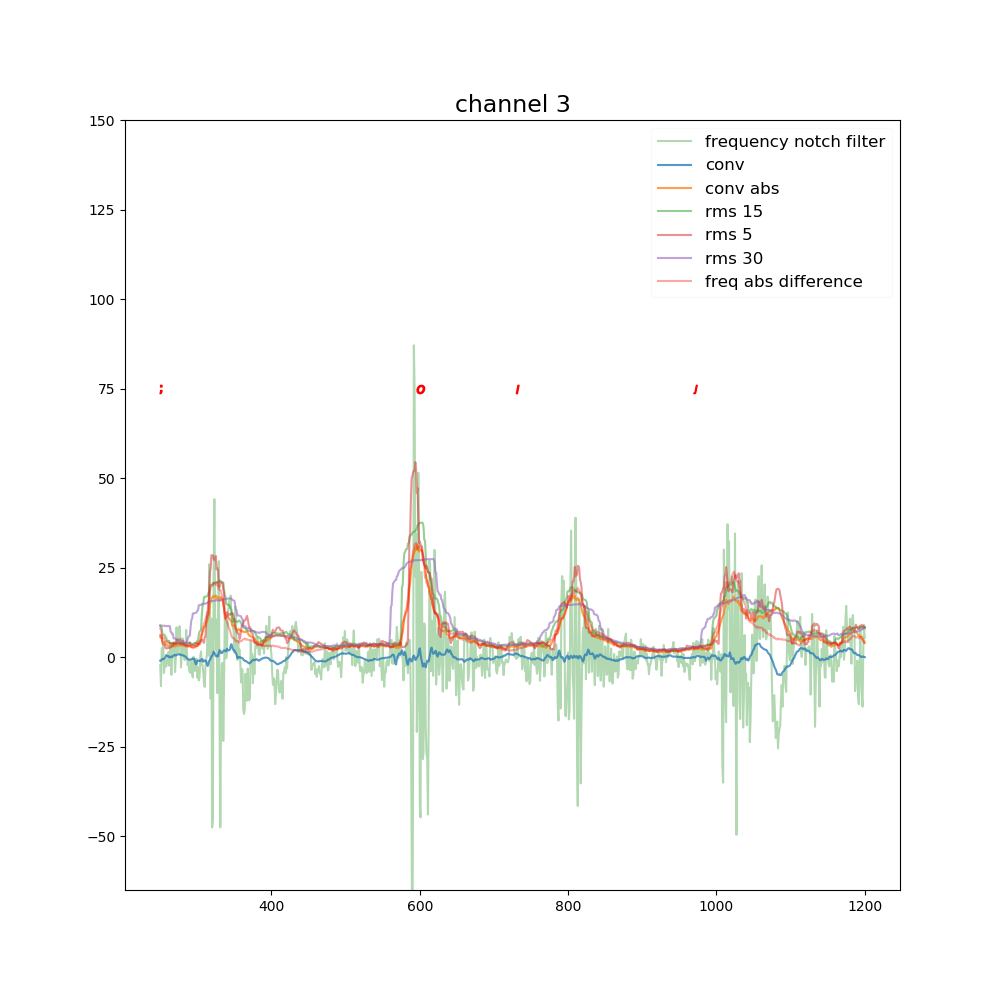 channel 3
150
125
100
75
50
25
0
−25
−50
frequency notch filter
conv
conv abs
rms 15
rms 5
rms 30
freq abs difference
; o
400 600 800 1000 1200